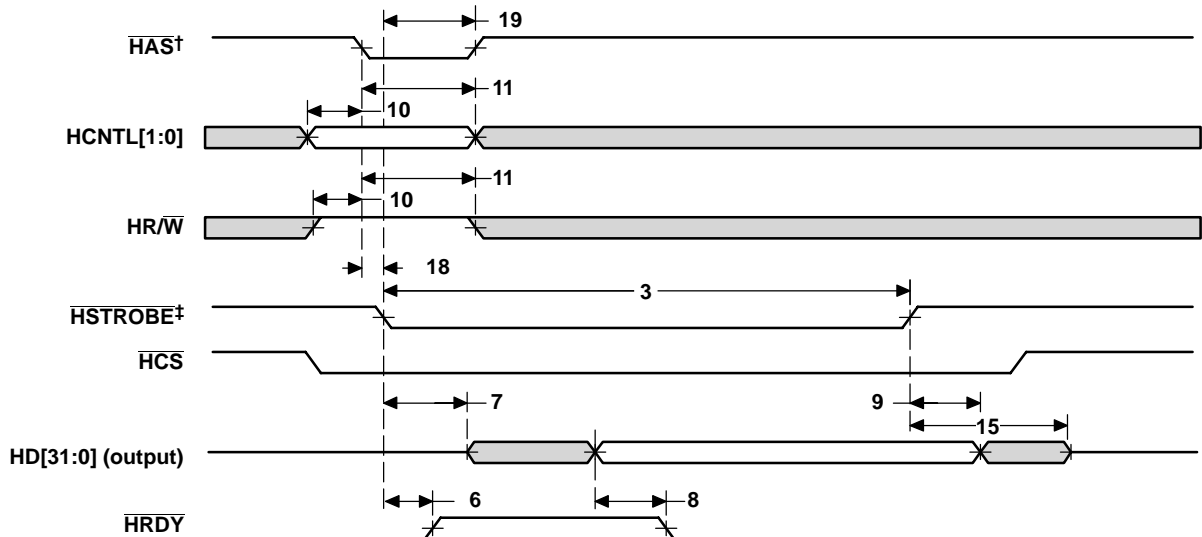 19
HAS†
11
10
HCNTL[1:0]
11
10
HR/W
18
3
HSTROBE‡
HCS
7
9
15
HD[31:0] (output)
6
8
HRDY